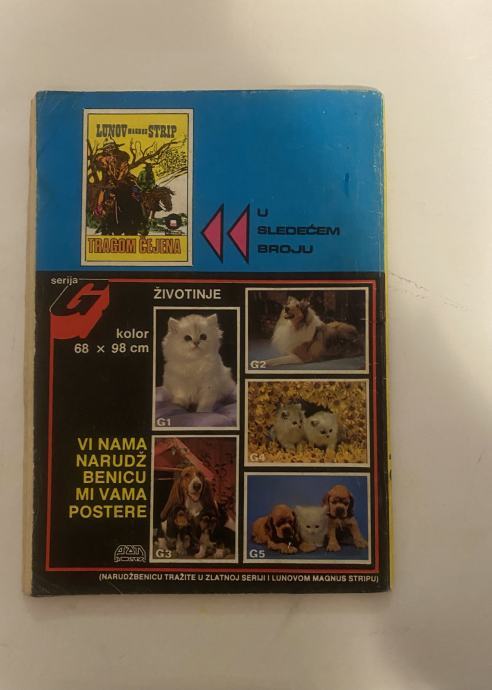 LUNOV MAGNUS STRIP
TRAGOM ČEJENA
U
SLEDEĆEM
BROJU
serija
G
ŽIVOTINJE
kolor
68 × 98 cm
G1
G2
G3
G4
G5
VI NAMA
NARUDŽ
BENICU
MI VAMA
POSTERE
(NARUDŽBENICU TRAŽITE U ZLATNOJ SERIJI I LUNOVOM MAGNUS STRIPU)